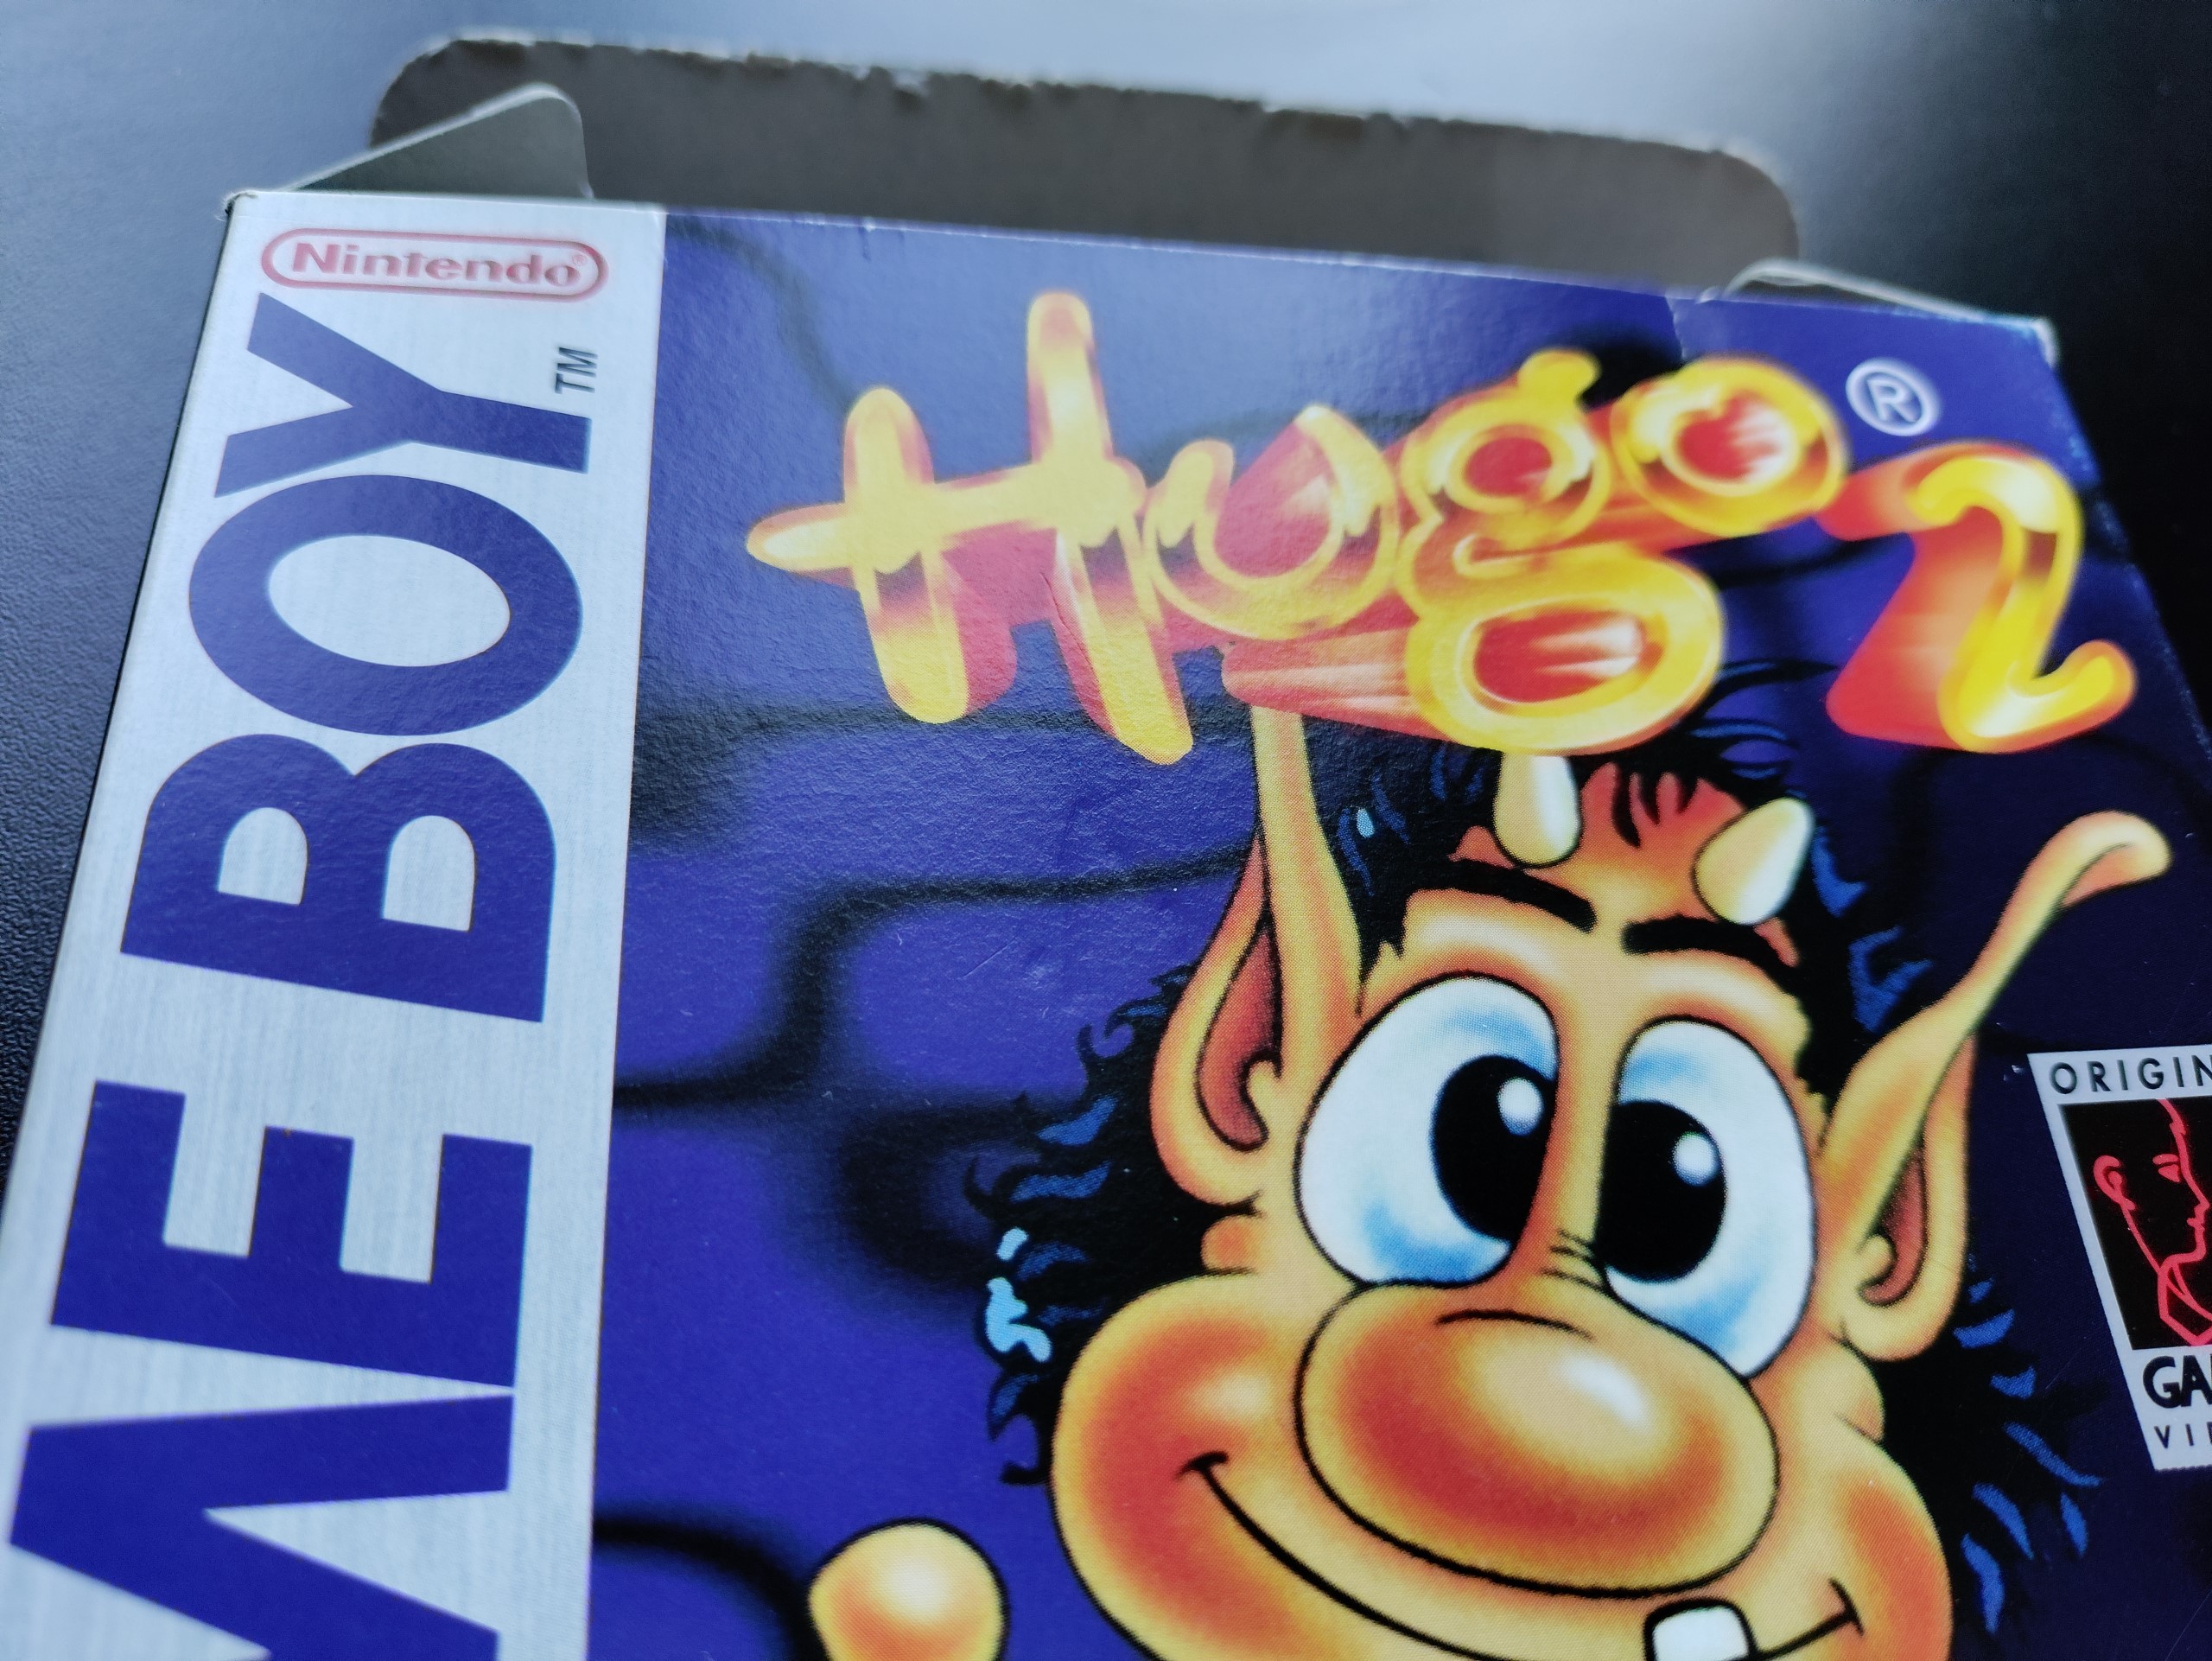 Nintendo®
GAME BOY™
Hugo 2®
ORIGIN
GA
VI